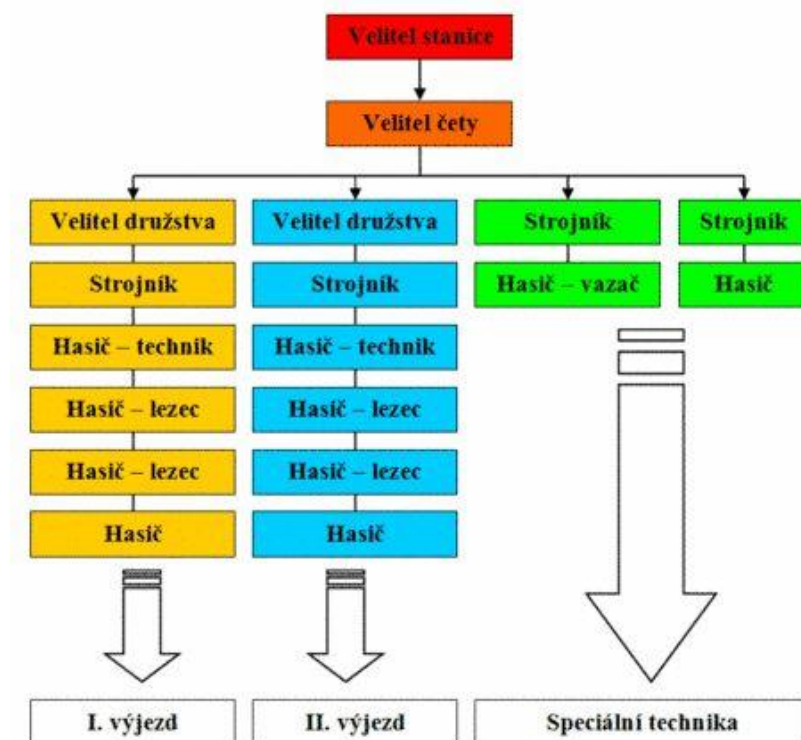 Velitel stanice
Velitel čety
Velitel družstva
Strojník
Hasič – technik
Hasič – lezec
Hasič – lezec
Hasič
I. výjezd
Velitel družstva
Strojník
Hasič – technik
Hasič – lezec
Hasič – lezec
Hasič
II. výjezd
Strojník
Hasič – vazač
Strojník
Hasič
Speciální technika